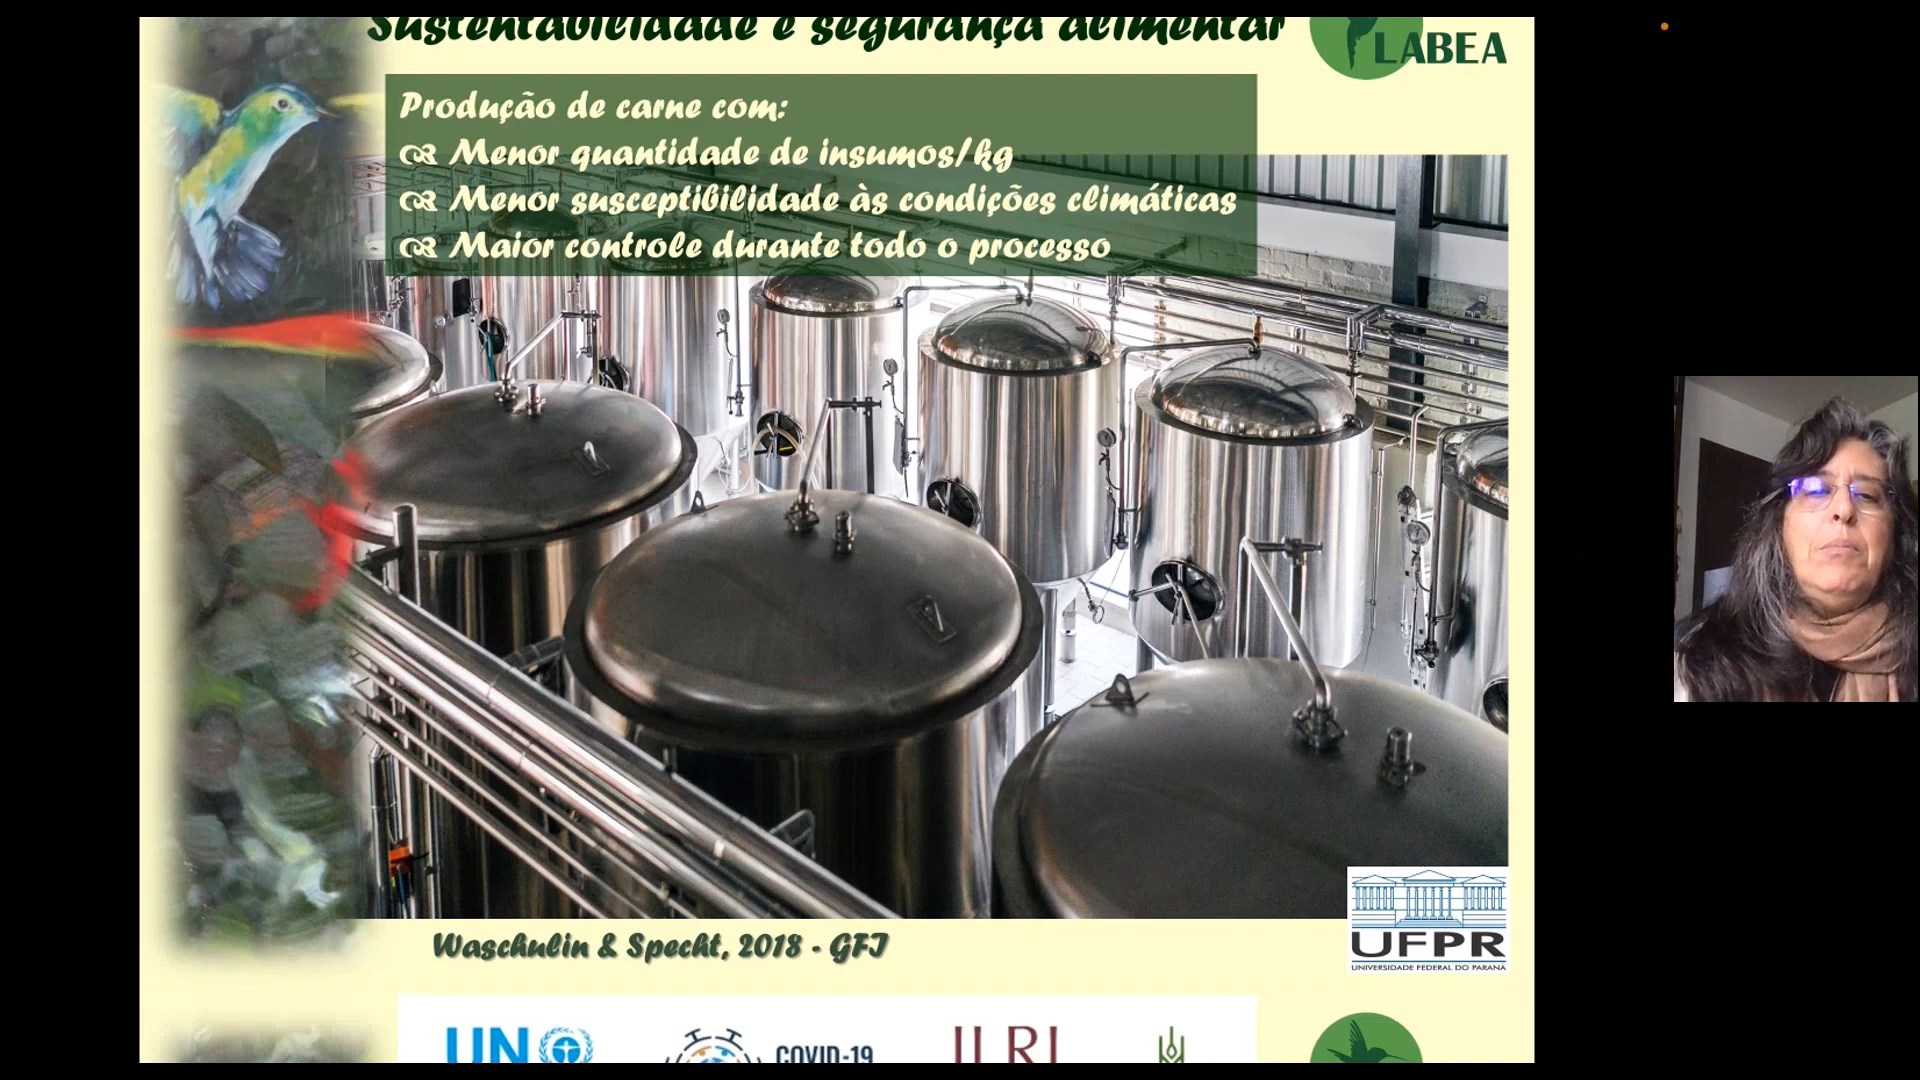 Sustentabilidade e segurança alimentar
LABEA
Produção de carne com:
Menor quantidade de insumos/kg
Menor susceptibilidade às condições climáticas
Maior controle durante todo o processo
UFPR
UNIVERSIDADE FEDERAL DO PARANÁ
Waschulin & Specht, 2018 - GFI
UN
COVID-19
ILRI